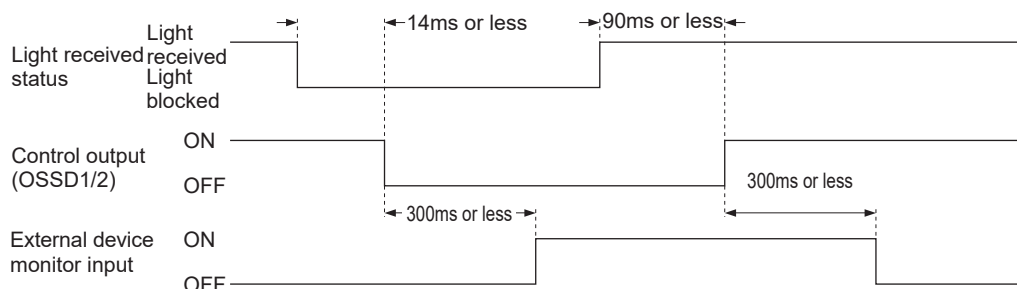 14ms or less
90ms or less
Light received
status
Light
received
Light
blocked
Control output
(OSSD1/2)
ON
OFF
300ms or less
300ms or less
External device
monitor input
ON
OFF